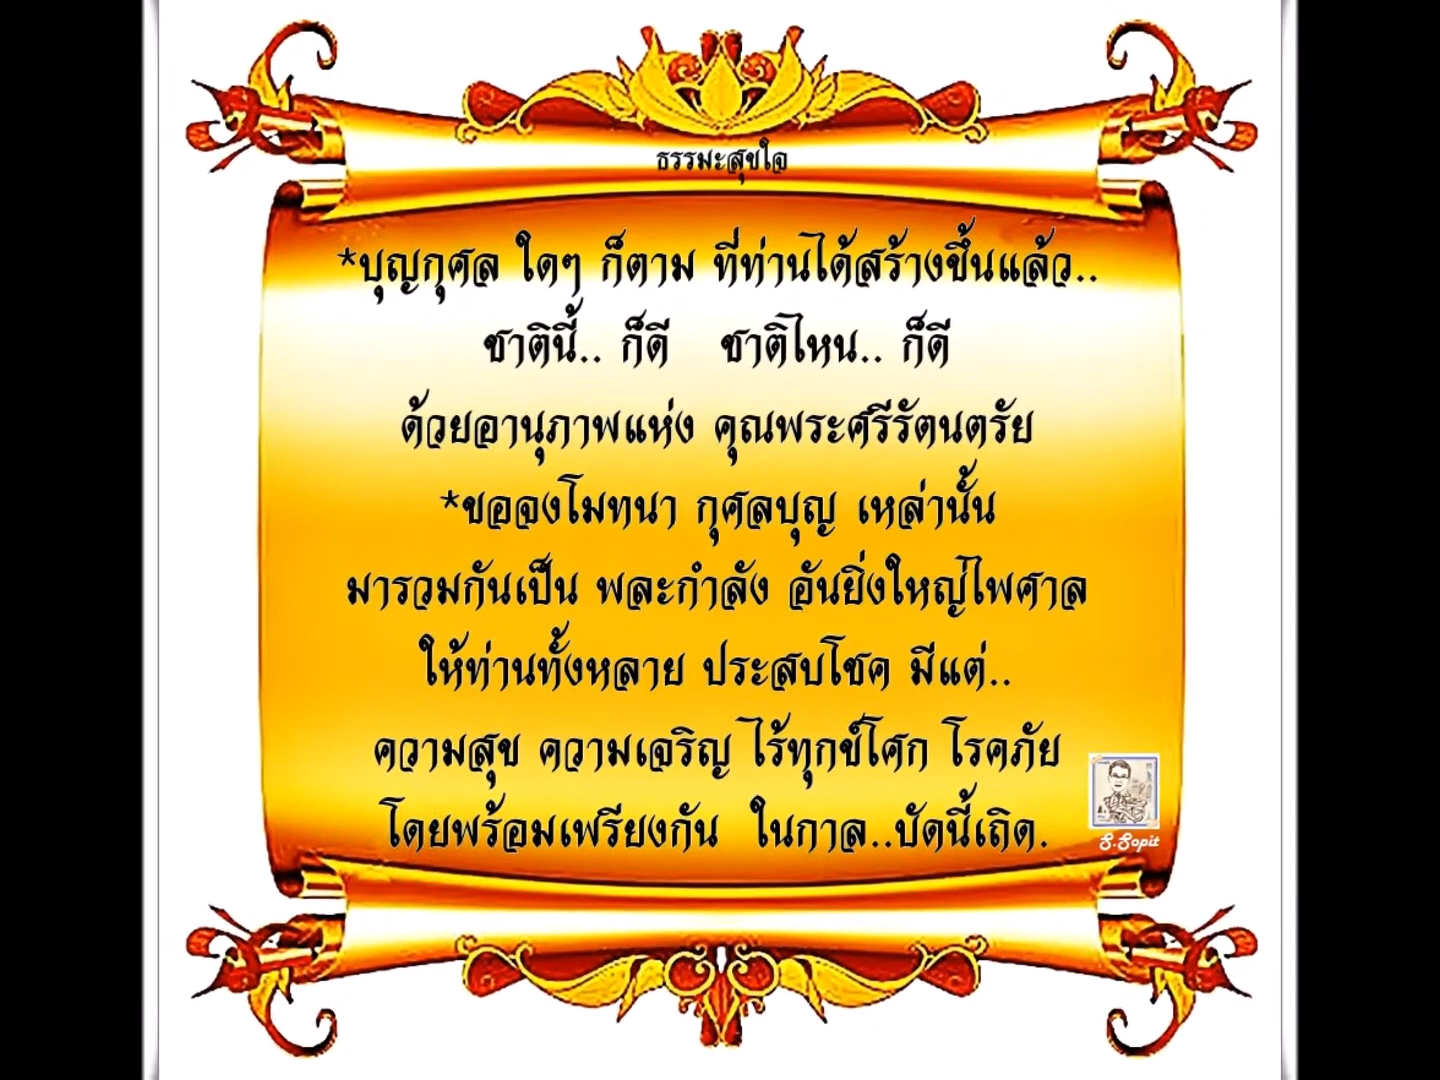 ธรรมะสุขใจ
*บุญกุศล ใดๆ ก็ตาม ที่ท่านได้สร้างขึ้นแล้ว..
ชาตินี้.. ก็ดี ชาติไหน.. ก็ดี
ด้วยอานุภาพแห่ง คุณพระศรีรัตนตรัย
*ขอจงโมทนา กุศลบุญ เหล่านั้น
มารวมกันเป็น พละกำลัง อันยิ่งใหญ่ไพศาล
ให้ท่านทั้งหลาย ประสบโชค มีแต่..
ความสุข ความเจริญ ไร้ทุกข์โศก โรคภัย
โดยพร้อมเพรียงกัน ในกาล..บัดนี้เถิด.
S.Sopit